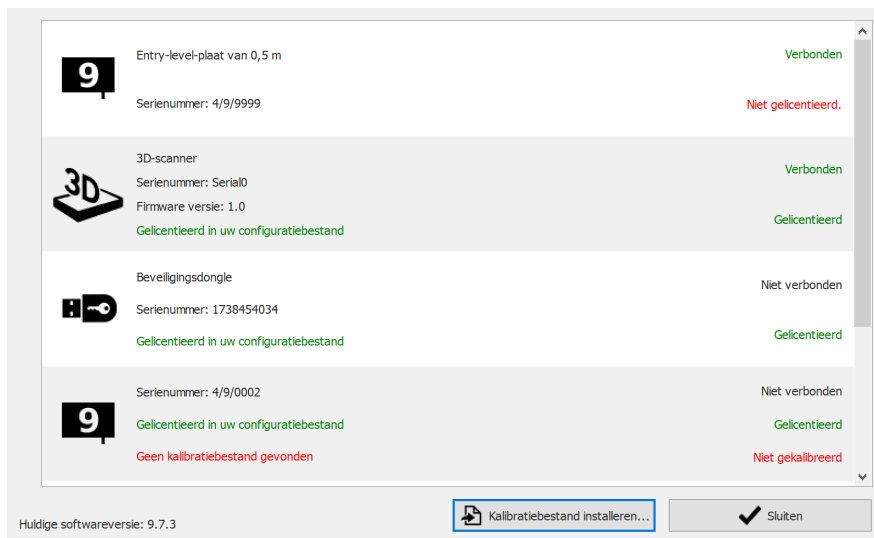 9
Entry-level-plaat van 0,5 m
Verbonden
Serienummer: 4/9/9999
Niet gelicentieerd.
3D
3D-scanner
Serienummer: Serial0
Verbonden
Firmware versie: 1.0
Gelicentieerd
Gelicentieerd in uw configuratiebestand
Beveiligingsdongle
Niet verbonden
Serienummer: 1738454034
Gelicentieerd
Gelicentieerd in uw configuratiebestand
9
Serienummer: 4/9/0002
Niet verbonden
Gelicentieerd in uw configuratiebestand
Gelicentieerd
Geen kalibratiebestand gevonden
Niet gekalibreerd
Huidige softwareversie: 9.7.3
Kalibratiebestand installeren...
Sluiten